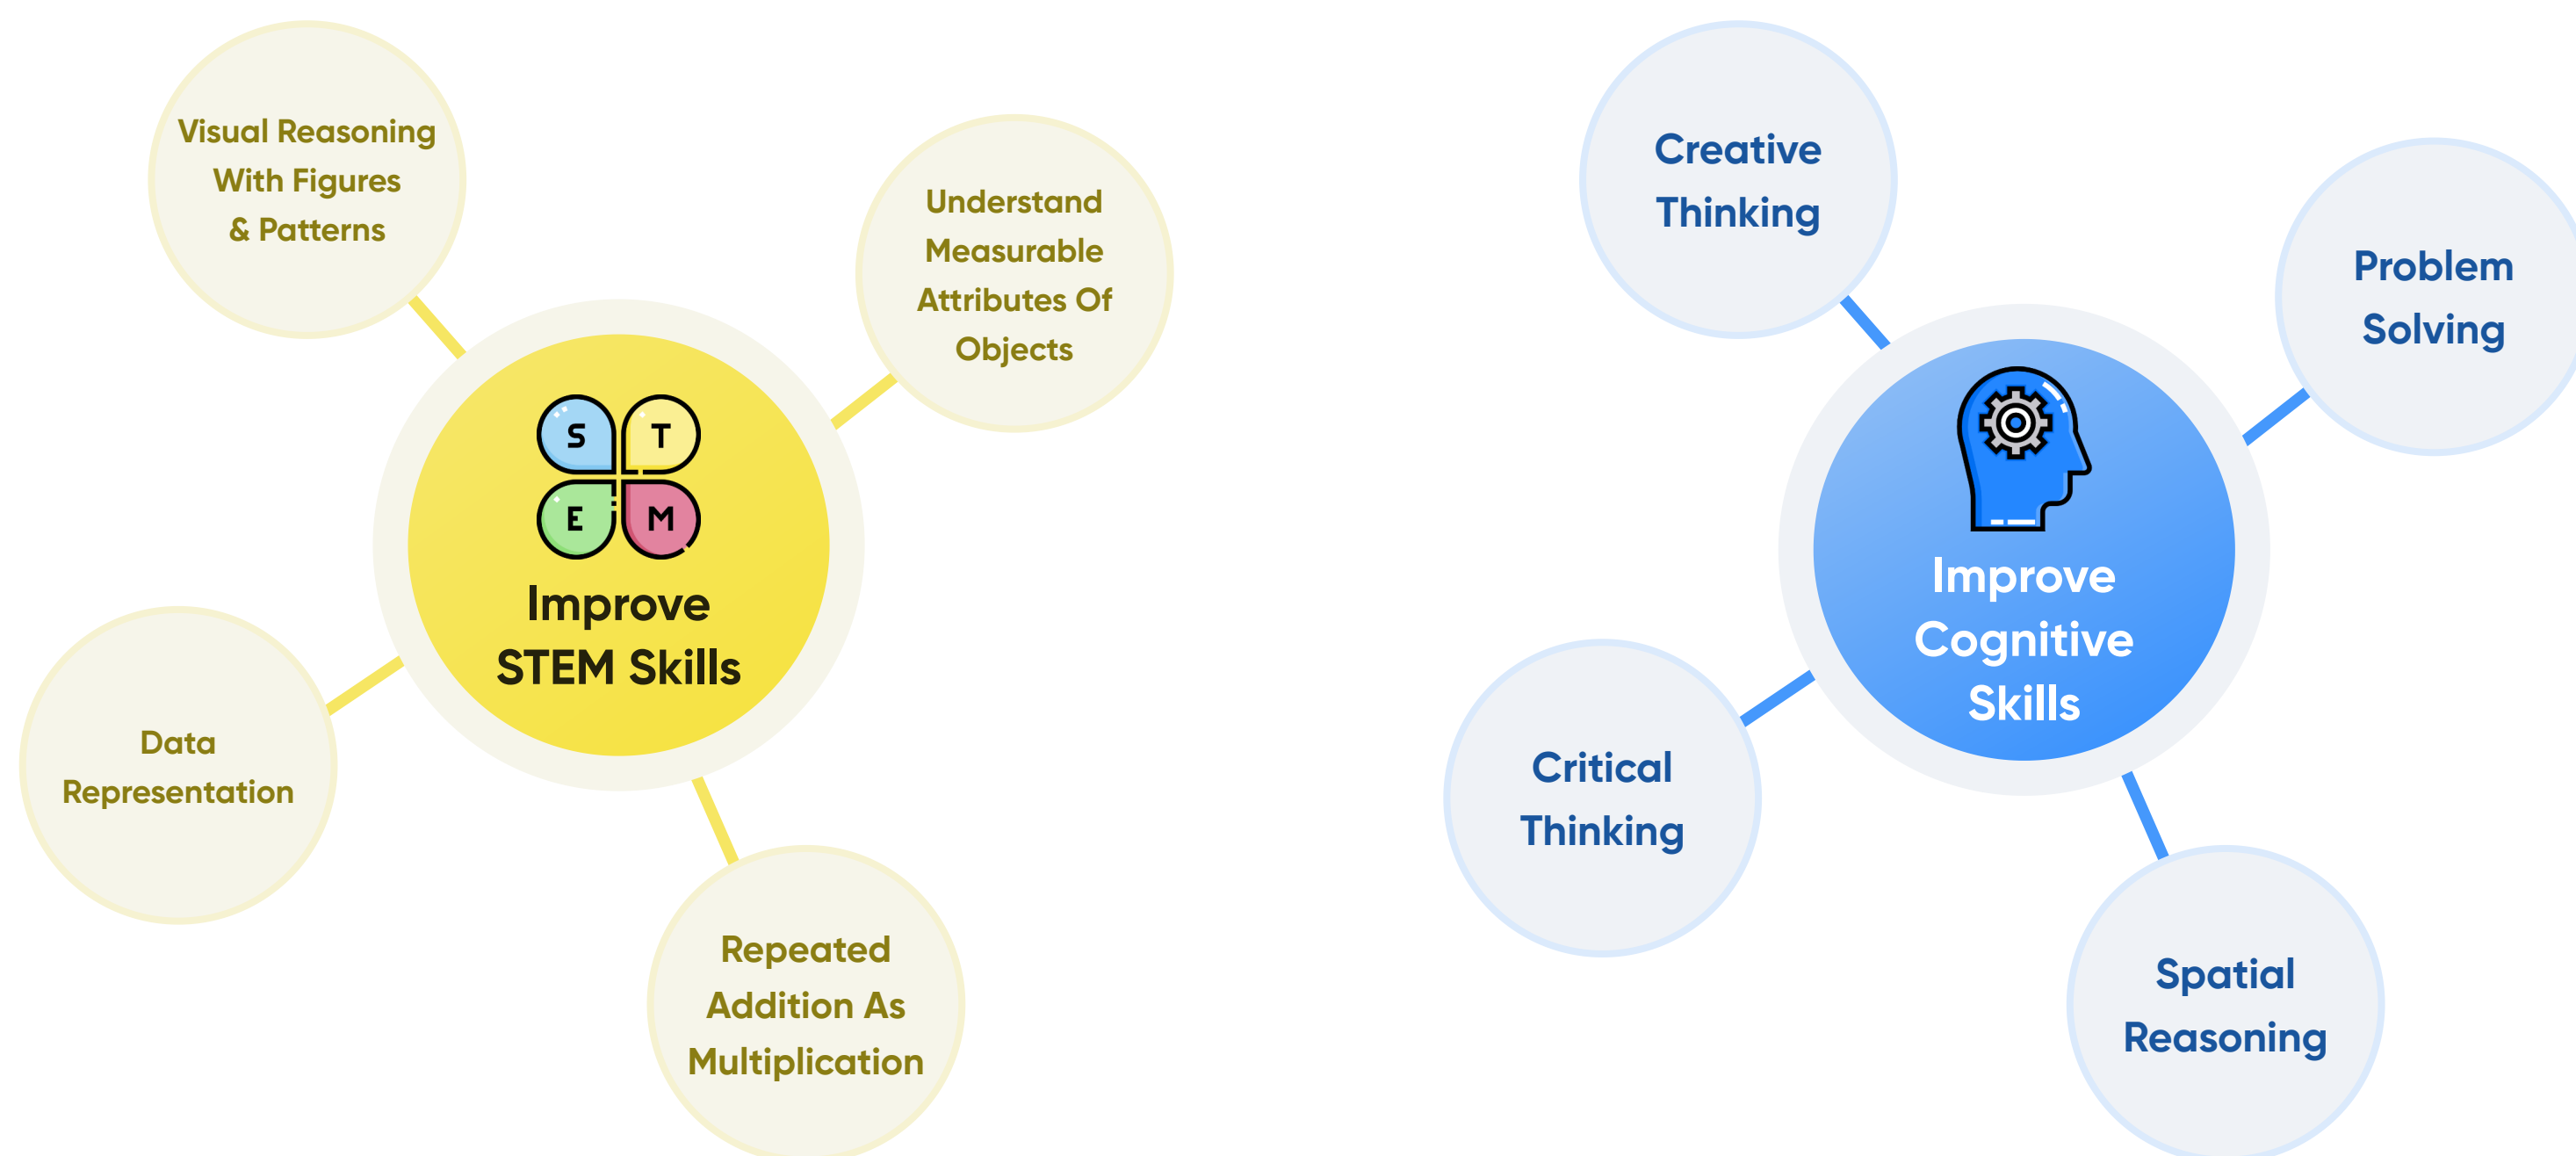 Visual Reasoning
With Figures
& Patterns
Understand
Measurable
Attributes Of
Objects
S T
E M
Improve
STEM Skills
Data
Representation
Repeated
Addition As
Multiplication
Creative
Thinking
Problem
Solving
Improve
Cognitive
Skills
Critical
Thinking
Spatial
Reasoning